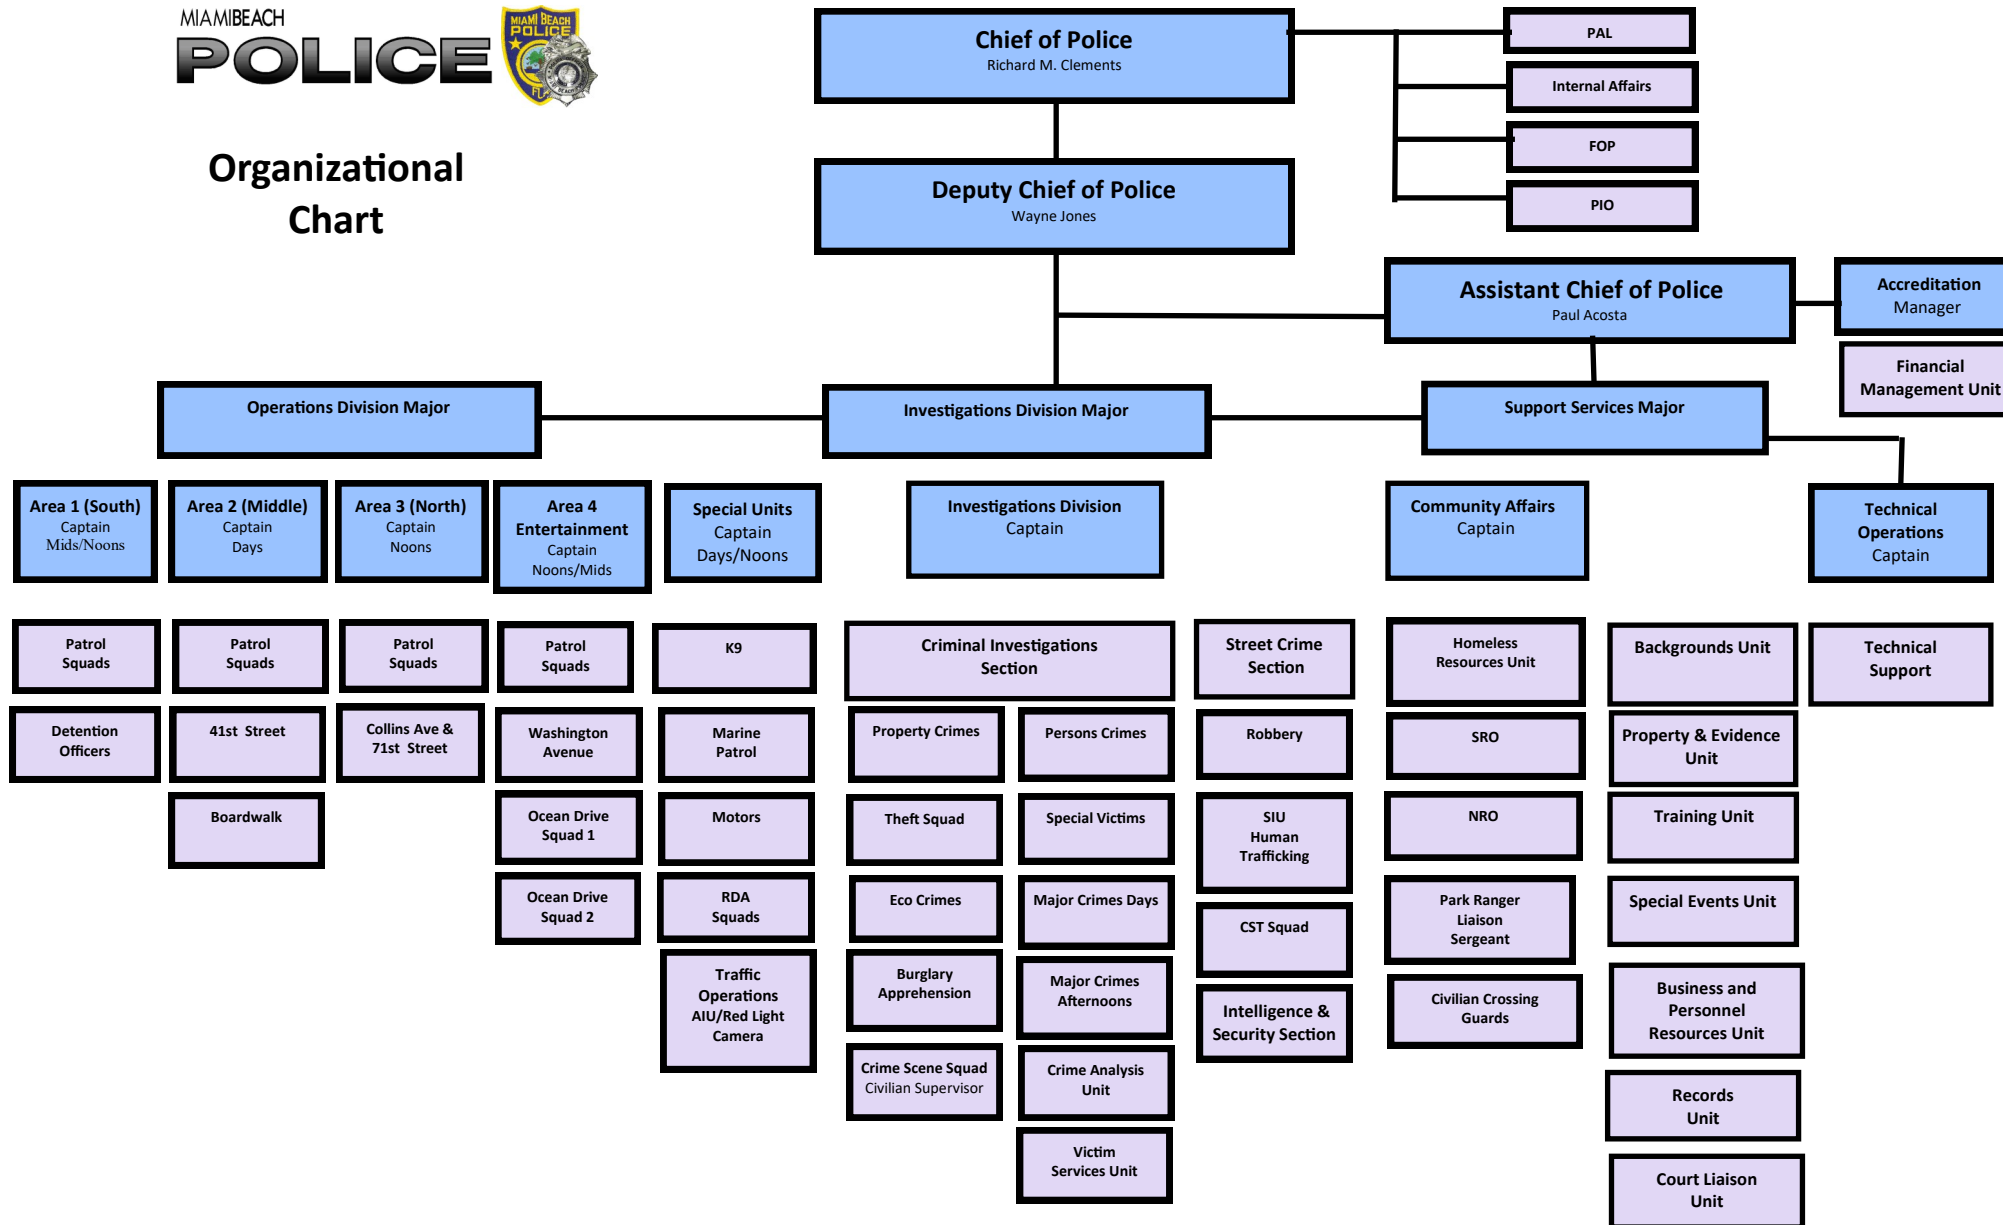 MIAMIBEACH
POLICE
MIAMI BEACH
POLICE
Organizational
Chart
Chief of Police
Richard M. Clements
PAL
Internal Affairs
FOP
PIO
Deputy Chief of Police
Wayne Jones
Assistant Chief of Police
Paul Acosta
Accreditation
Manager
Financial
Management Unit
Operations Division Major
Investigations Division Major
Support Services Major
Area 1 (South)
Captain
Mids/Noons
Area 2 (Middle)
Captain
Days
Area 3 (North)
Captain
Noons
Area 4
Entertainment
Captain
Noons/Mids
Special Units
Captain
Days/Noons
Investigations Division
Captain
Community Affairs
Captain
Technical
Operations
Captain
Patrol
Squads
Detention
Officers
Patrol
Squads
41st  Street
Boardwalk
Patrol
Squads
Collins Ave &
71st  Street
Patrol
Squads
Washington
Avenue
Ocean Drive
Squad 1
Ocean Drive
Squad 2
K9
Marine
Patrol
Motors
RDA
Squads
Traffic
Operations
AIU/Red Light
Camera
Criminal Investigations
Section
Property Crimes
Theft Squad
Eco Crimes
Burglary
Apprehension
Crime Scene Squad
Civilian Supervisor
Persons Crimes
Special Victims
Major Crimes Days
Major Crimes
Afternoons
Crime Analysis
Unit
Victim
Services Unit
Street Crime
Section
Robbery
SIU
Human
Trafficking
CST Squad
Intelligence &
Security Section
Homeless
Resources Unit
SRO
NRO
Park Ranger
Liaison
Sergeant
Civilian Crossing
Guards
Backgrounds Unit
Property & Evidence
Unit
Training Unit
Special Events Unit
Business and
Personnel
Resources Unit
Records
Unit
Court Liaison
Unit
Technical
Support